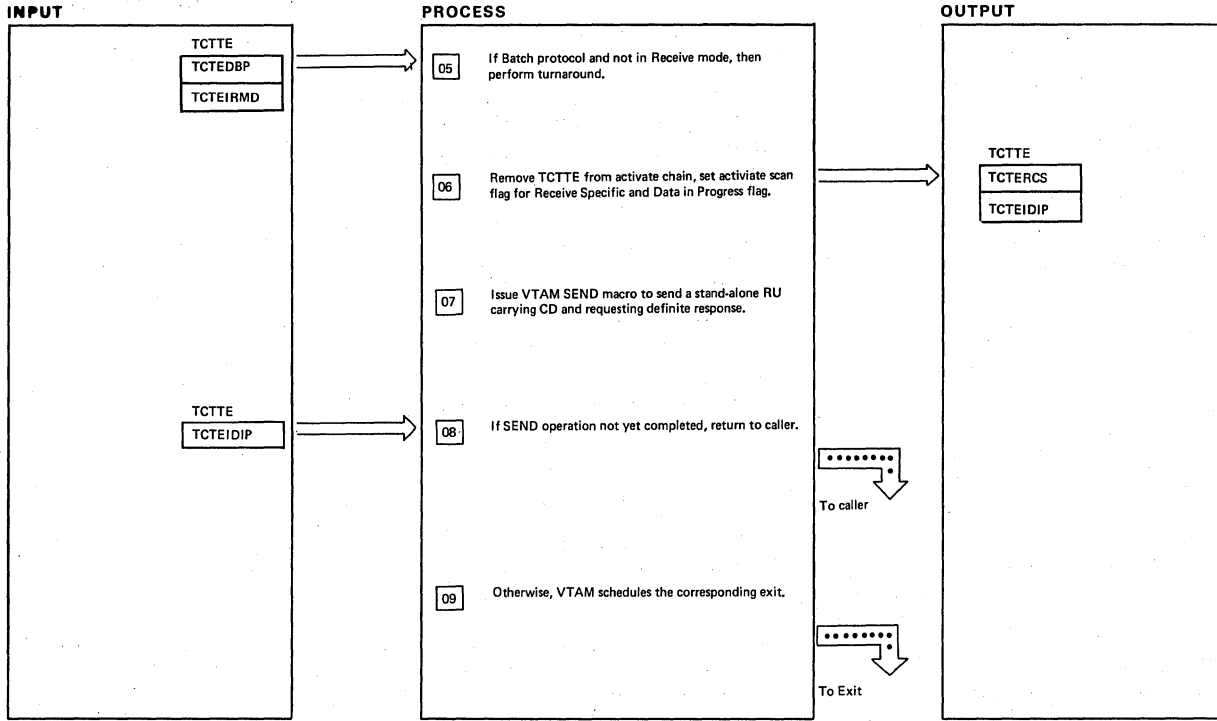 INPUT
PROCESS
OUTPUT
TCTTE
TCTEDBP
TCTEIRMD
05
If Batch protocol and not in Receive mode, then
perform turnaround.
06
Remove TCTTE from activate chain, set activiate scan
flag for Receive Specific and Data in Progress flag.
TCTTE
TCTERCS
TCTEIDIP
07
Issue VTAM SEND macro to send a stand-alone RU
carrying CD and requesting definite response.
TCTTE
TCTEIDIP
08
If SEND operation not yet completed, return to caller.
To caller
09
Otherwise, VTAM schedules the corresponding exit.
To Exit